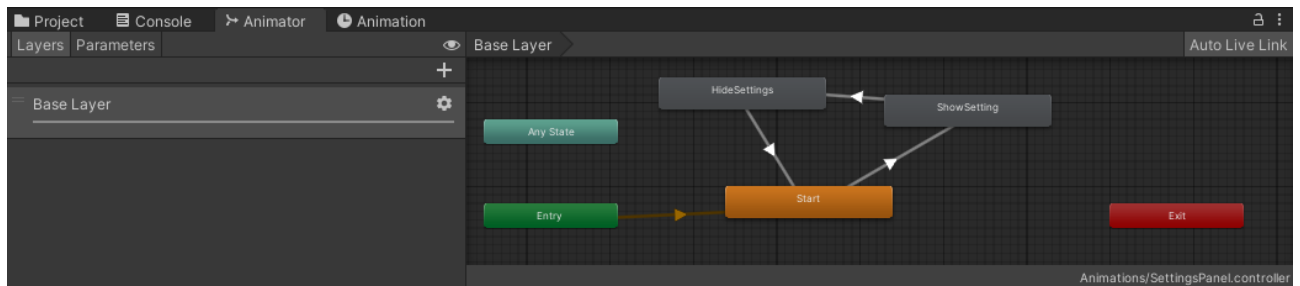 Project Console Animator Animation
Layers Parameters
Base Layer
Auto Live Link
Base Layer
HideSettings
ShowSetting
Any State
Start
Entry
Exit
Animations/SettingsPanel.controller